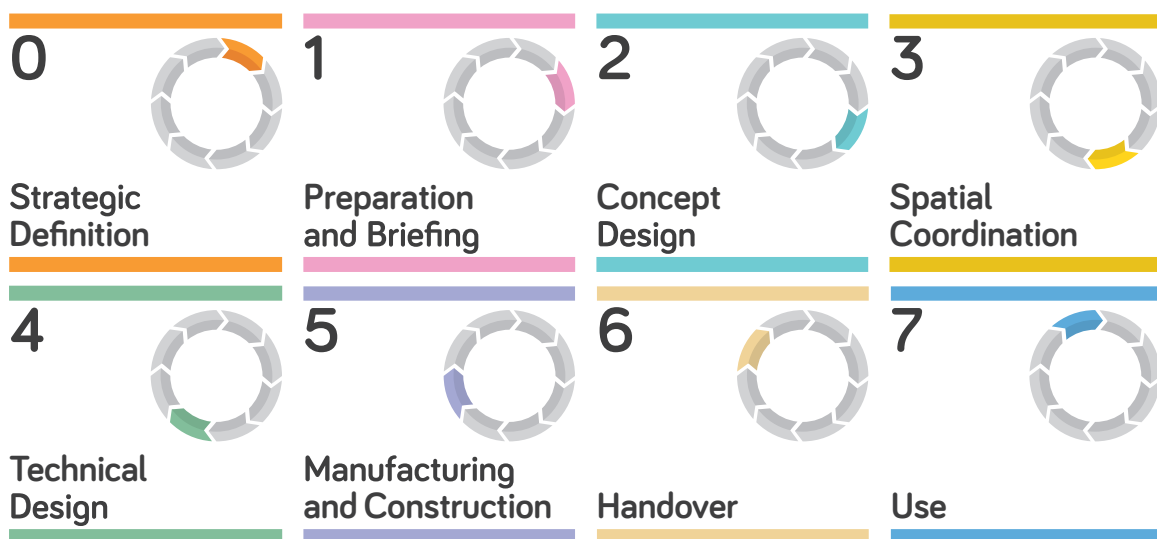 0
Strategic
Definition
1
Preparation
and Briefing
2
Concept
Design
3
Spatial
Coordination
4
Technical
Design
5
Manufacturing
and Construction
6
Handover
7
Use